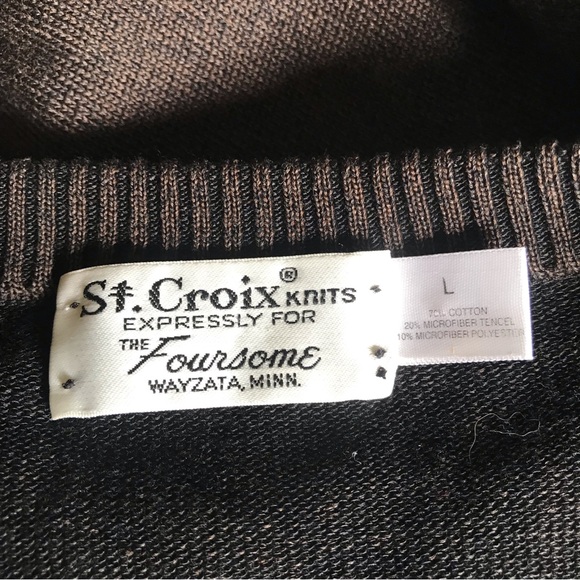 St. Croix® KNITS
EXPRESSLY FOR
THE Foursome
WAYZATA, MINN.
L
70% COTTON
20% MICROFIBER TENCEL
10% MICROFIBER POLYESTER